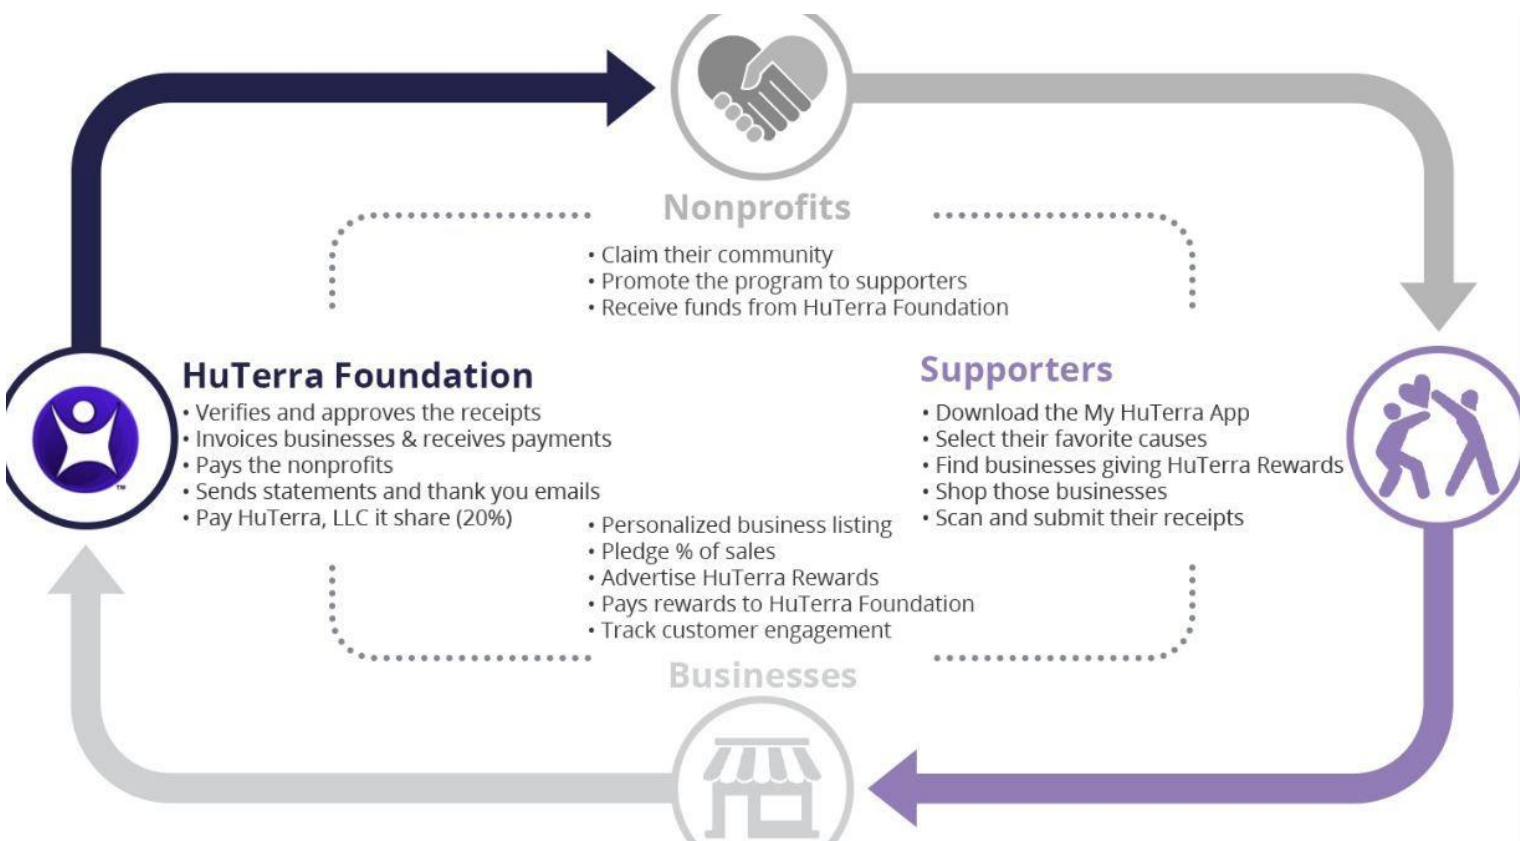 Nonprofits
• Claim their community
• Promote the program to supporters
• Receive funds from HuTerra Foundation
HuTerra Foundation
• Verifies and approves the receipts
• Invoices businesses & receives payments
• Pays the nonprofits
• Sends statements and thank you emails
• Pay HuTerra, LLC it share (20%)
TM
Supporters
• Download the My HuTerra App
• Select their favorite causes
• Find businesses giving HuTerra Rewards
• Shop those businesses
• Scan and submit their receipts
• Personalized business listing
• Pledge % of sales
• Advertise HuTerra Rewards
• Pays rewards to HuTerra Foundation
• Track customer engagement
Businesses